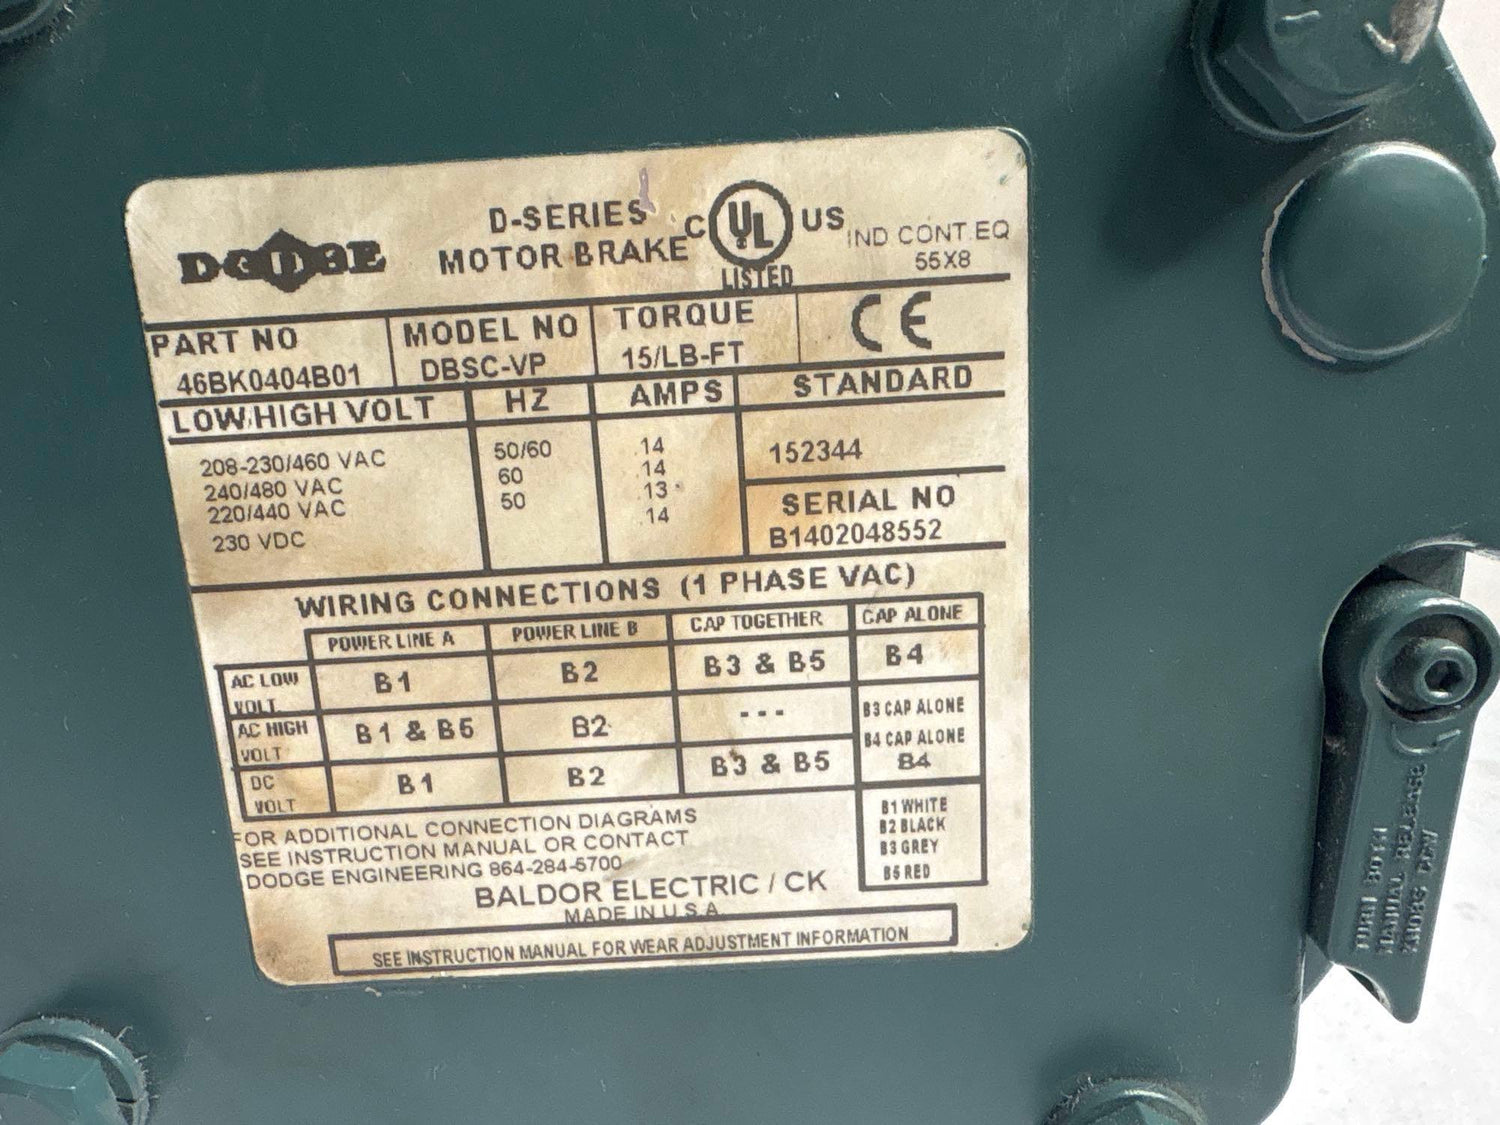 DODGE
D-SERIES
MOTOR BRAKE
C UL US
LISTED
IND CONT.EQ
55X8
PART NO
46BK0404B01
MODEL NO
DBSC-VP
TORQUE
15/LB-FT
CE
LOW/HIGH VOLT HZ AMPS STANDARD
208-230/460 VAC 50/60 .14
240/480 VAC 60 .14
220/440 VAC 50 .13
230 VDC .14
152344
SERIAL NO
B1402048552
WIRING CONNECTIONS (1 PHASE VAC)
POWER LINE A POWER LINE B CAP TOGETHER CAP ALONE
AC LOW VOLT B1 B2 B3 & B5 B4
AC HIGH VOLT B1 & B5 B2 --- B3 CAP ALONE
B4 CAP ALONE
DC VOLT B1 B2 B3 & B5 B4
B1 WHITE
B2 BLACK
B3 GREY
B5 RED
FOR ADDITIONAL CONNECTION DIAGRAMS
SEE INSTRUCTION MANUAL OR CONTACT
DODGE ENGINEERING 864-284-5700
BALDOR ELECTRIC / CK
MADE IN U.S.A.
SEE INSTRUCTION MANUAL FOR WEAR ADJUSTMENT INFORMATION
TURN BOTH
MANUAL RELEASE
KNOBS CCW